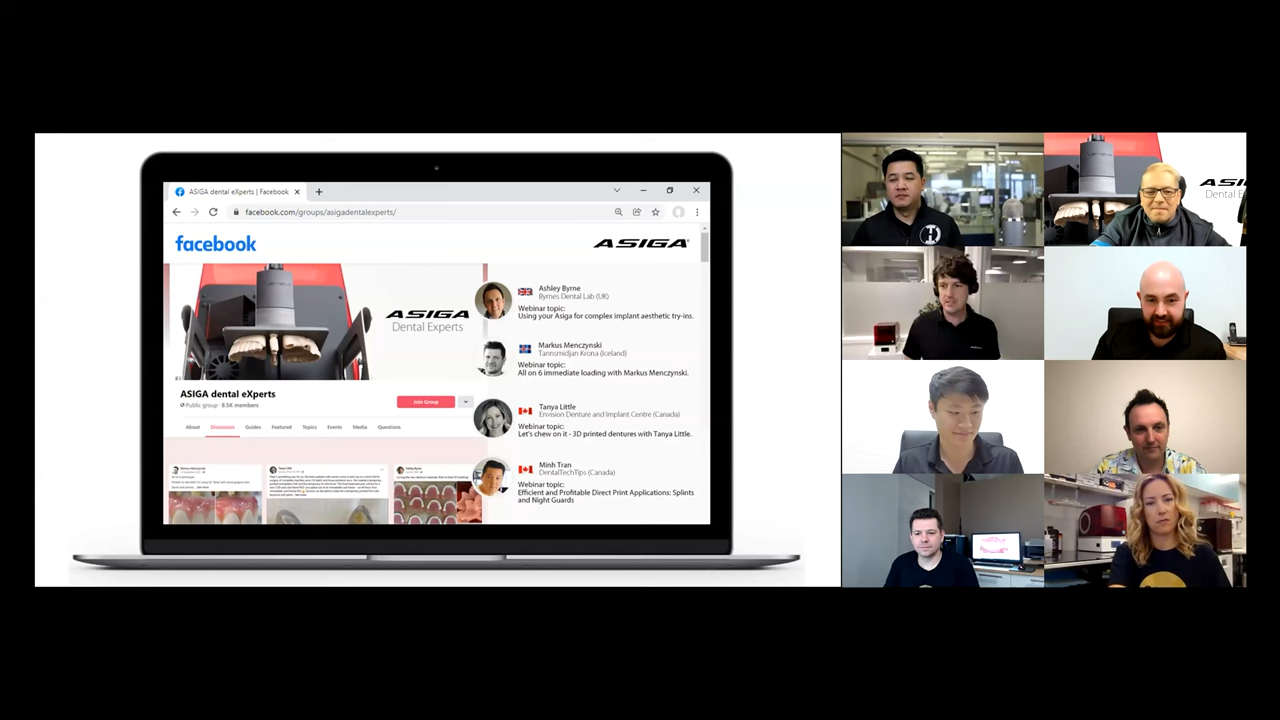 ASIGA dental eXperts | Facebook
facebook.com/groups/asigadentalexperts/
facebook
ASIGA
ASIGA
Dental Experts
ASIGA dental eXperts
Public group · 8.5K members
Join Group
About Discussion Guides Featured Topics Events Media Questions
Ashley Byrne
Byrnes Dental Lab (UK)
Webinar topic:
Using your Asiga for complex implant aesthetic try-ins.
Markus Menczynski
Tannsmidjan Krona (Iceland)
Webinar topic:
All on 6 immediate loading with Markus Menczynski.
Tanya Little
Envision Denture and Implant Centre (Canada)
Webinar topic:
Let's chew on it - 3D printed dentures with Tanya Little.
Minh Tran
DentalTechTips (Canada)
Webinar topic:
Efficient and Profitable Direct Print Applications: Splints
and Night Guards